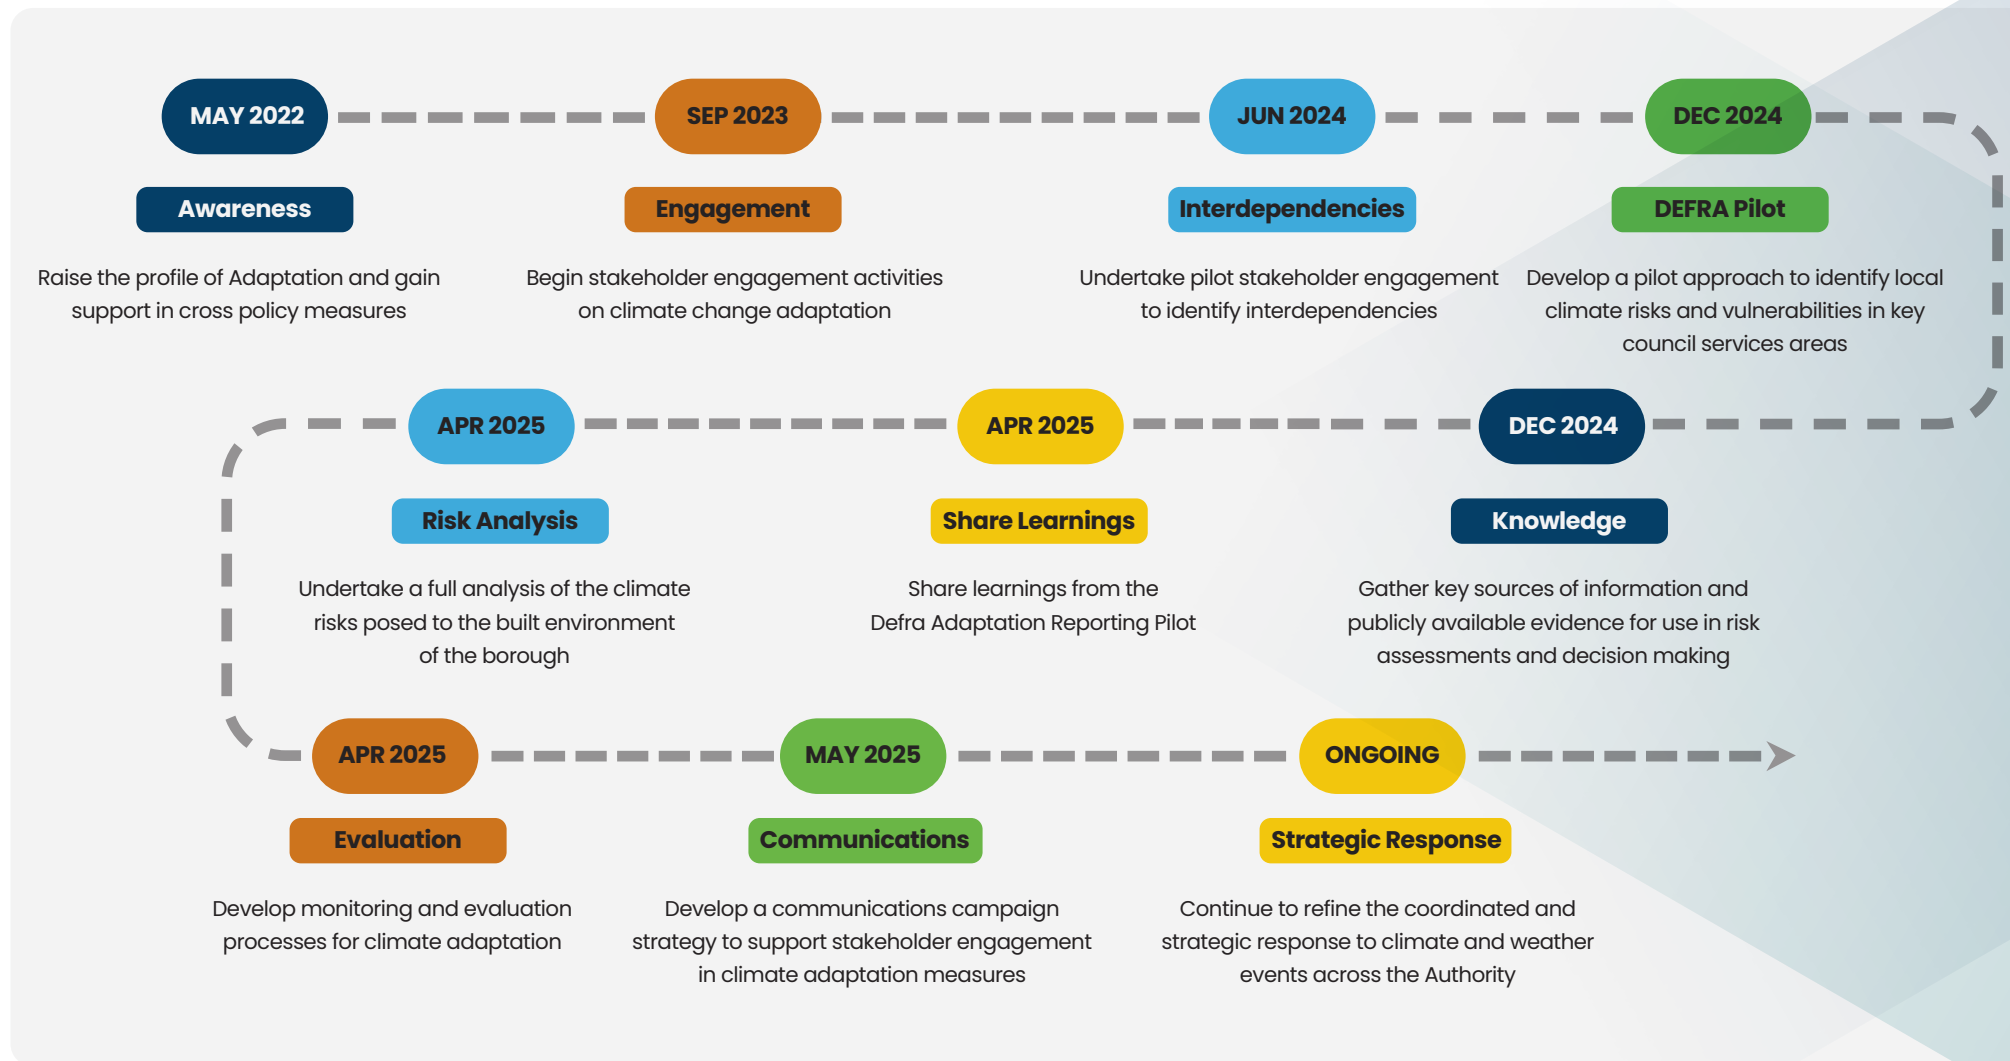 MAY 2022
Awareness
Raise the profile of Adaptation and gain
support in cross policy measures
SEP 2023
Engagement
Begin stakeholder engagement activities
on climate change adaptation
JUN 2024
Interdependencies
Undertake pilot stakeholder engagement
to identify interdependencies
DEC 2024
DEFRA Pilot
Develop a pilot approach to identify local
climate risks and vulnerabilities in key
council services areas
DEC 2024
Knowledge
Gather key sources of information and
publicly available evidence for use in risk
assessments and decision making
APR 2025
Share Learnings
Share learnings from the
Defra Adaptation Reporting Pilot
APR 2025
Risk Analysis
Undertake a full analysis of the climate
risks posed to the built environment
of the borough
APR 2025
Evaluation
Develop monitoring and evaluation
processes for climate adaptation
MAY 2025
Communications
Develop a communications campaign
strategy to support stakeholder engagement
in climate adaptation measures
ONGOING
Strategic Response
Continue to refine the coordinated and
strategic response to climate and weather
events across the Authority